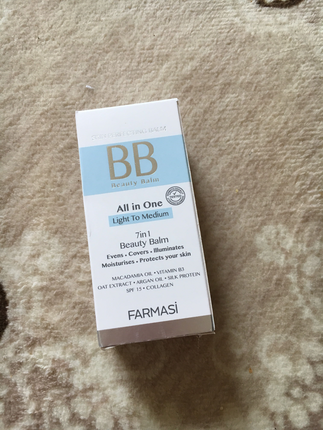 BB
Beauty Balm
All in One
Light To Medium
7in1
Beauty Balm
Evens • Covers • Illuminates
Moisturises • Protects your skin
MACADAMIA OIL • VITAMIN B3
OAT EXTRACT • ARGAN OIL • SILK PROTEIN
SPF 15 • COLLAGEN
FARMASİ